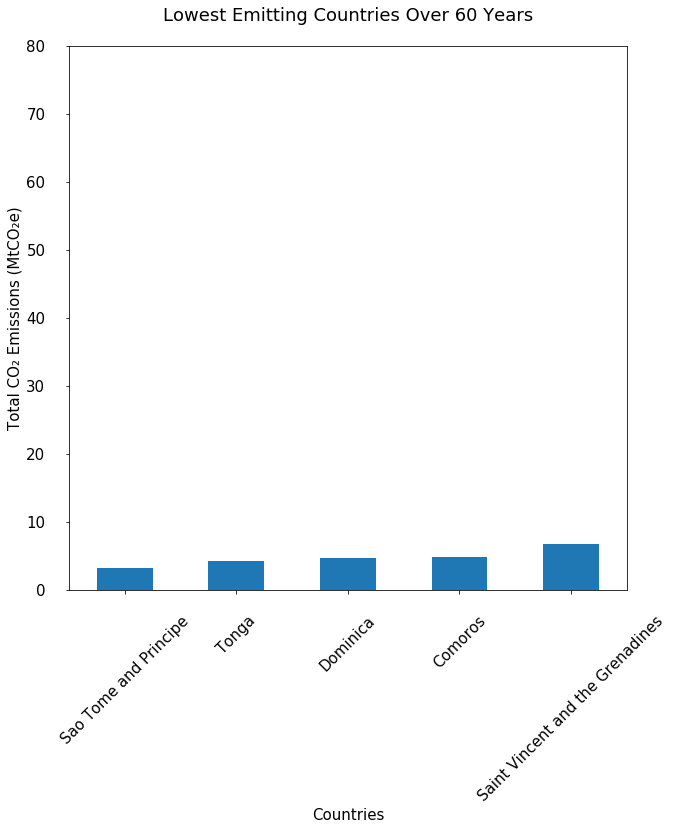 Lowest Emitting Countries Over 60 Years
80
70
60
50
40
30
20
10
0
Total CO₂ Emissions (MtCO₂e)
Sao Tome and Principe
Tonga
Dominica
Comoros
Saint Vincent and the Grenadines
Countries